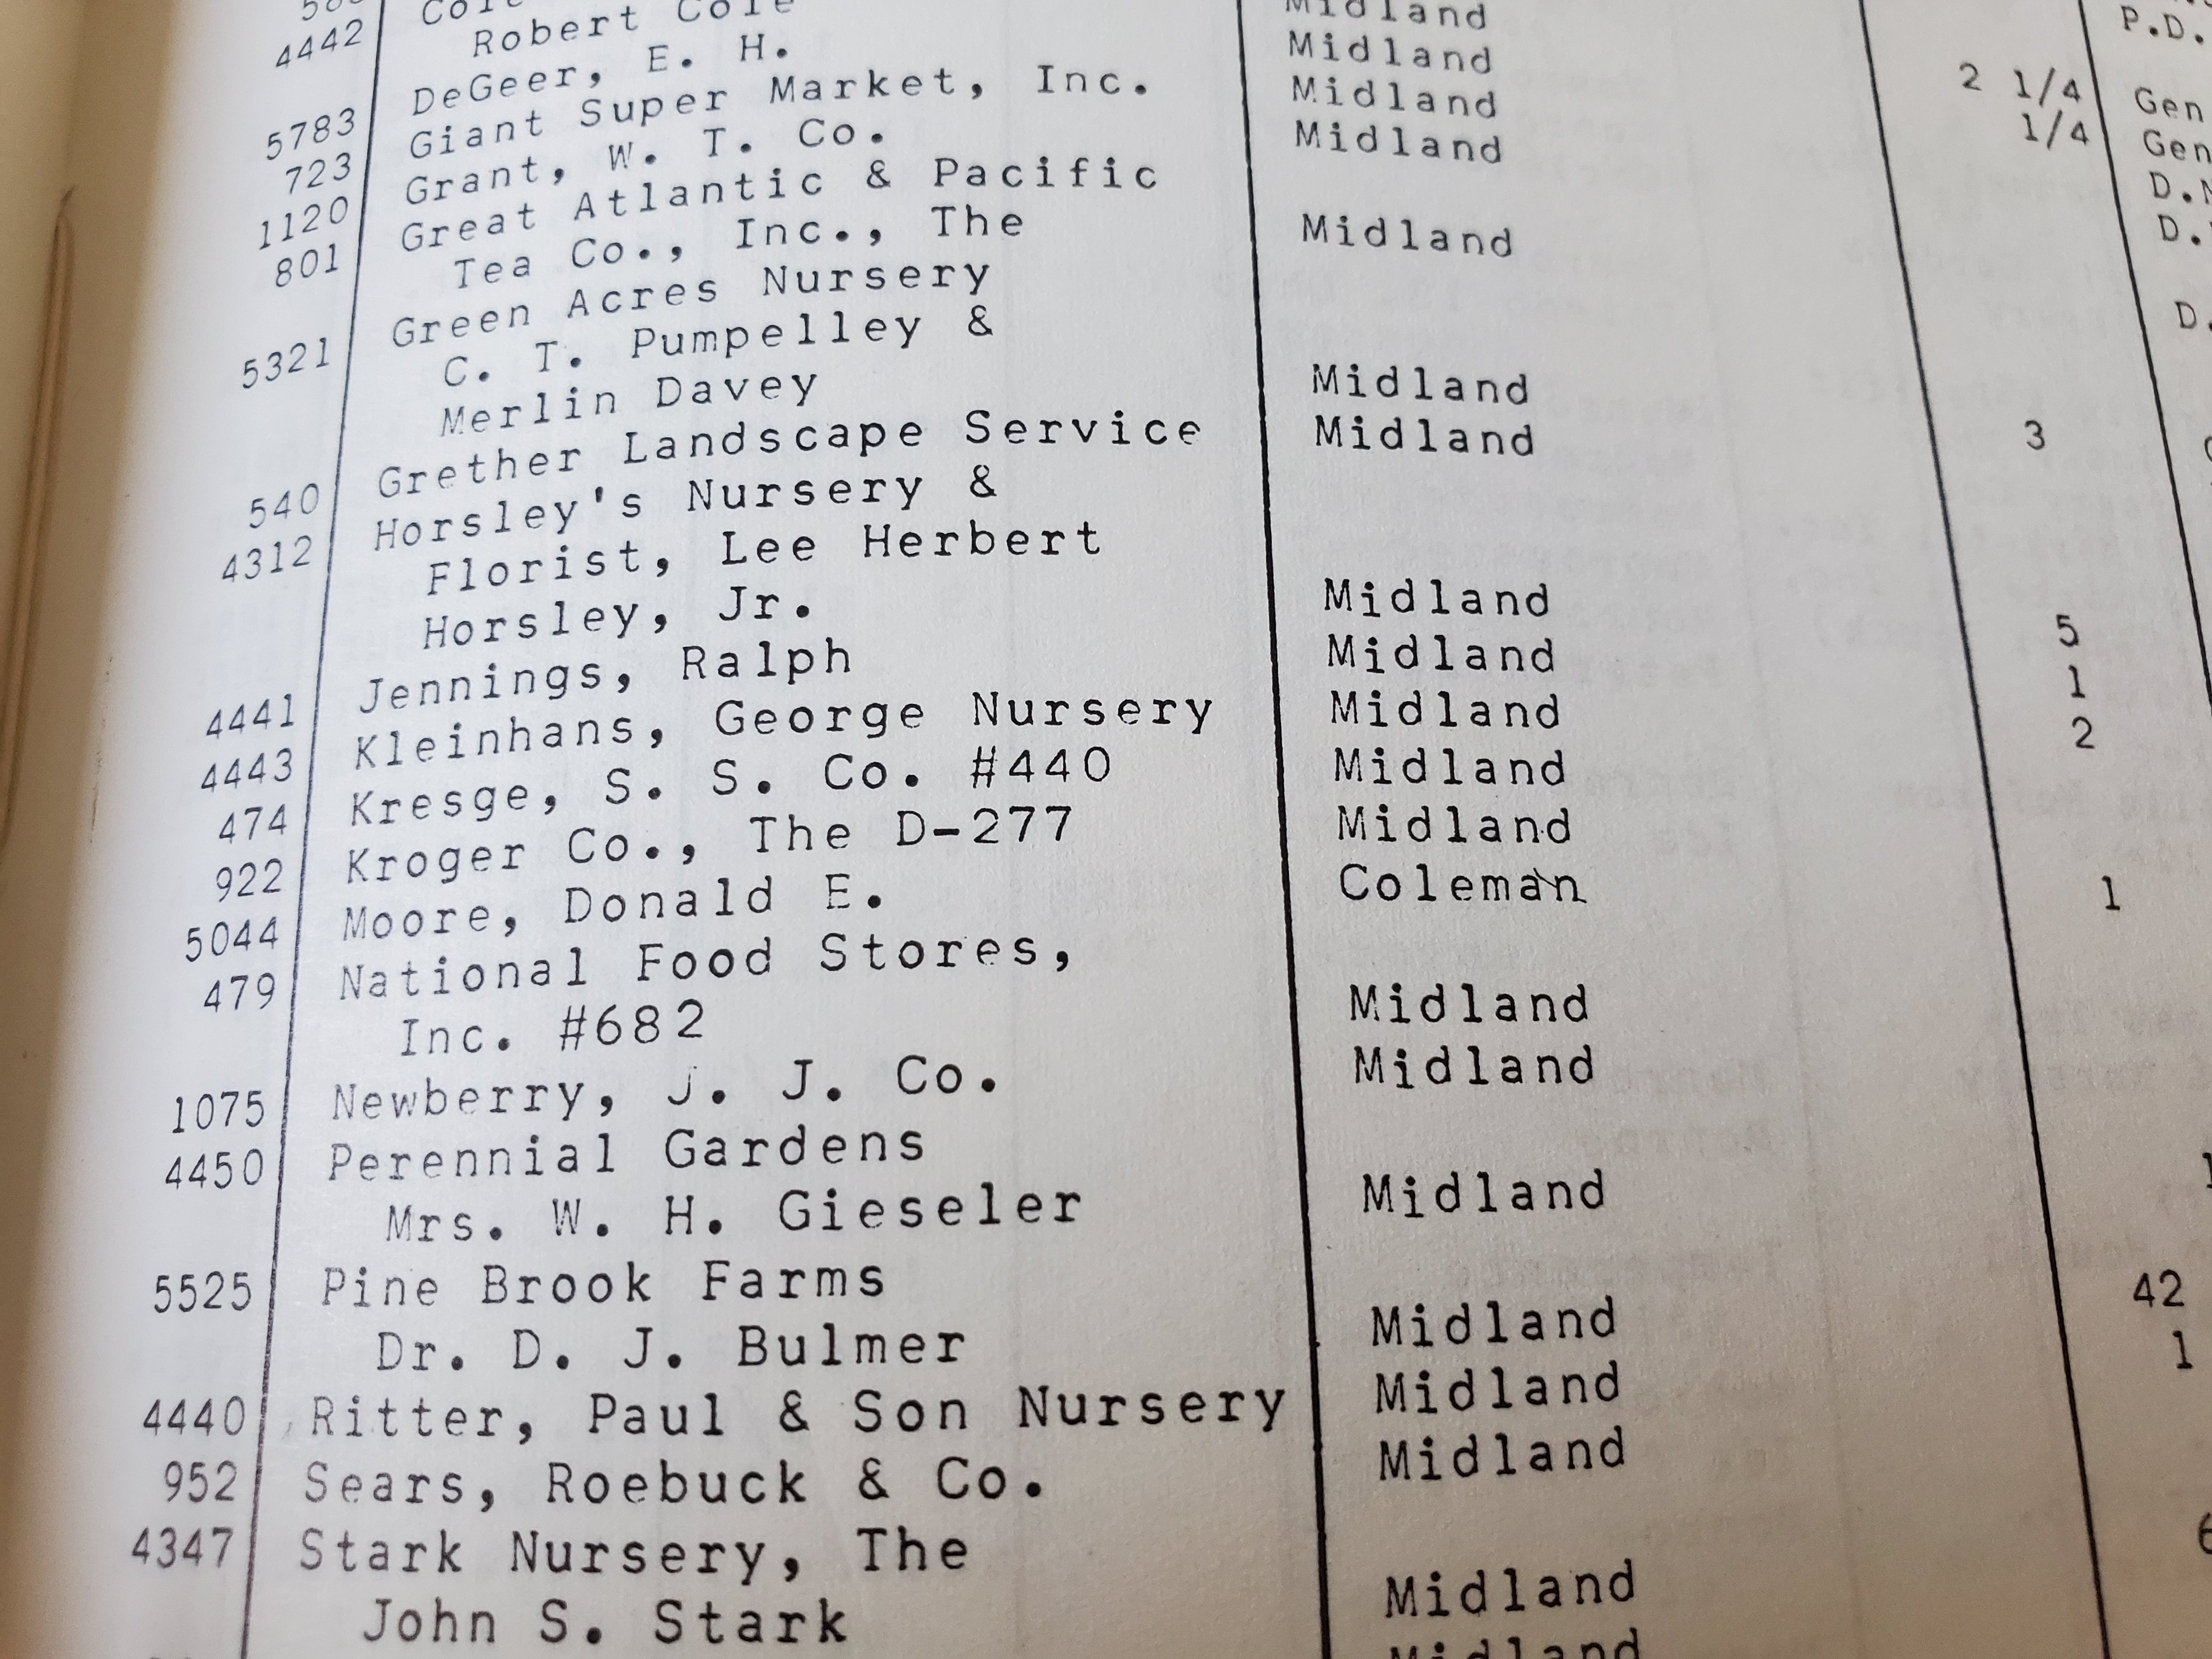 4442 
Robert Cole Midland 2 1/4 Gen
5783 DeGeer, E. H. Midland 1/4 Gen
723 Giant Super Market, Inc. Midland
1120 Grant, W. T. Co. Midland
801 Great Atlantic & Pacific
Tea Co., Inc., The Midland
5321 Green Acres Nursery
C. T. Pumpelley &
Merlin Davey Midland 3
540 Grether Landscape Service Midland
4312 Horsley's Nursery &
Florist, Lee Herbert
Horsley, Jr. Midland 5
4441 Jennings, Ralph Midland 1
4443 Kleinhans, George Nursery Midland 2
474 Kresge, S. S. Co. #440 Midland
922 Kroger Co., The D-277 Midland
5044 Moore, Donald E. Coleman 1
479 National Food Stores,
Inc. #682 Midland
1075 Newberry, J. J. Co. Midland
4450 Perennial Gardens
Mrs. W. H. Gieseler Midland
5525 Pine Brook Farms
Dr. D. J. Bulmer Midland 42
4440 Ritter, Paul & Son Nursery Midland 1
952 Sears, Roebuck & Co. Midland
4347 Stark Nursery, The
John S. Stark Midland
Midland